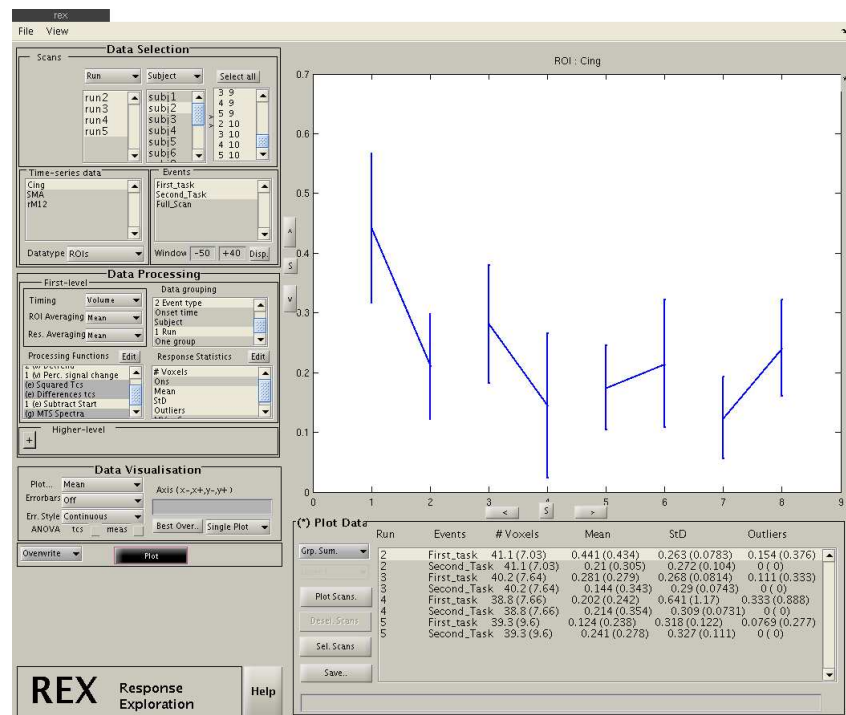 rex
File View
Data Selection
Scans
Run Subject Select all
run2
run3
run4
run5
subj1
subj2
subj3
subj4
subj5
subj6
>
>
3 9
4 9
5 9
2 10
3 10
4 10
5 10
Time-series data
Cing
SMA
rM12
Datatype ROIs
Events
First_task
Second_Task
Full_Scan
Window -50 +40 Disp.
Data Processing
First-level
Timing Volume
ROI Averaging Mean
Res. Averaging Mean
Data grouping
2 Event type
Onset time
Subject
1 Run
One group
Processing Functions Edit
1 (v) Perc. signal change
(e) Squared Tcs
(e) Differences tcs
1 (e) Subtract Start
(g) MTS Spectra
Response Statistics Edit
# Voxels
Ons
Mean
StD
Outliers
Higher-level
+
Data Visualisation
Plot... Mean
Errorbars Off
Err. Style Continuous
ANOVA tcs meas
Axis (x-,x+,y-,y+)
Best Over.. Single Plot
Overwrite
Plot
REX Response
Exploration
Help
ROI : Cing
0.7
0.6
0.5
0.4
0.3
0.2
0.1
0
0 1 2 3 4 5 6 7 8 9
^
S
v
< S >
(*) Plot Data
Grp. Sum.
Plot Scans.
Desel. Scans
Sel. Scans
Save..
Run Events # Voxels Mean StD Outliers
2 First_task 41.1 (7.03) 0.441 (0.434) 0.263 (0.0783) 0.154 (0.376)
2 Second_Task 41.1 (7.03) 0.21 (0.305) 0.272 (0.104) 0 ( 0)
3 First_task 40.2 (7.64) 0.281 (0.279) 0.268 (0.0814) 0.111 (0.333)
3 Second_Task 40.2 (7.64) 0.144 (0.343) 0.29 (0.0743) 0 ( 0)
4 First_task 38.8 (7.66) 0.202 (0.242) 0.641 (1.17) 0.333 (0.888)
4 Second_Task 38.8 (7.66) 0.214 (0.354) 0.309 (0.0731) 0 ( 0)
5 First_task 39.3 (9.6) 0.124 (0.238) 0.318 (0.122) 0.0769 (0.277)
5 Second_Task 39.3 (9.6) 0.241 (0.278) 0.327 (0.111) 0 ( 0)